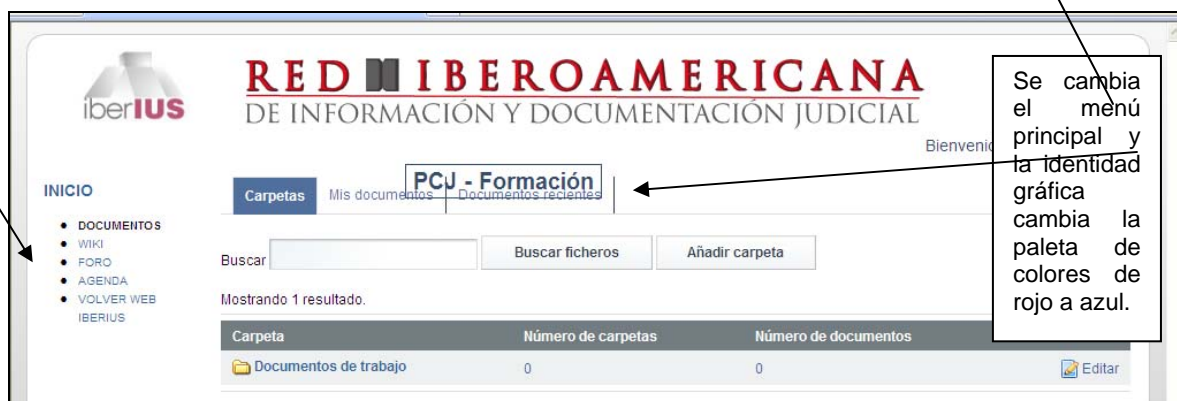 iberIUS
RED IBEROAMERICANA
DE INFORMACIÓN Y DOCUMENTACIÓN JUDICIAL
PCJ - Formación
INICIO
DOCUMENTOS
WIKI
FORO
AGENDA
VOLVER WEB
IBERIUS
Carpetas Mis documentos Documentos recientes
Buscar Buscar ficheros Añadir carpeta
Mostrando 1 resultado.
Carpeta Número de carpetas Número de documentos
Documentos de trabajo 0 0 Editar
Se cambia
el menú
principal y
la identidad
gráfica
cambia la
paleta de
colores de
rojo a azul.